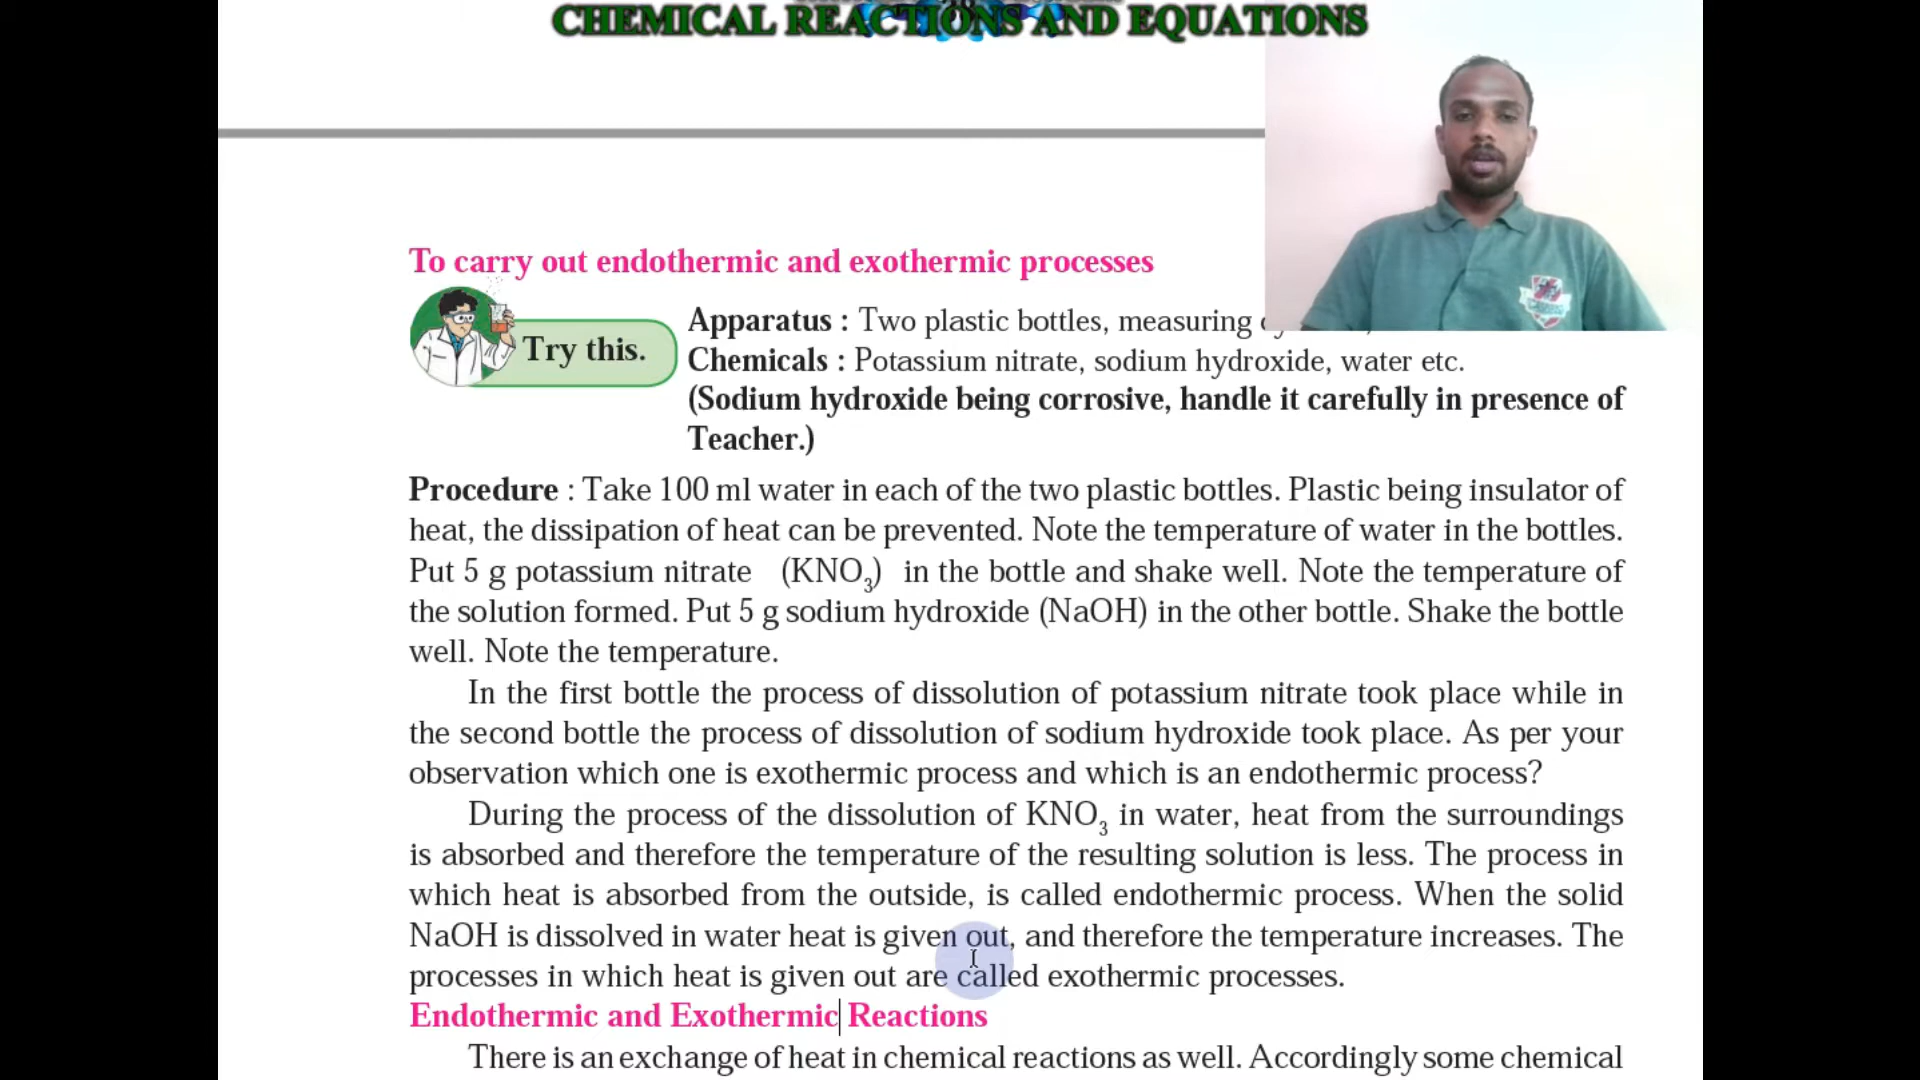 CHEMICAL REACTIONS AND EQUATIONS
To carry out endothermic and exothermic processes
Try this.
Apparatus : Two plastic bottles, measuring
Chemicals : Potassium nitrate, sodium hydroxide, water etc.
(Sodium hydroxide being corrosive, handle it carefully in presence of
Teacher.)
Procedure : Take 100 ml water in each of the two plastic bottles. Plastic being insulator of
heat, the dissipation of heat can be prevented. Note the temperature of water in the bottles.
Put 5 g potassium nitrate (KNO₃) in the bottle and shake well. Note the temperature of
the solution formed. Put 5 g sodium hydroxide (NaOH) in the other bottle. Shake the bottle
well. Note the temperature.
In the first bottle the process of dissolution of potassium nitrate took place while in
the second bottle the process of dissolution of sodium hydroxide took place. As per your
observation which one is exothermic process and which is an endothermic process?
During the process of the dissolution of KNO₃ in water, heat from the surroundings
is absorbed and therefore the temperature of the resulting solution is less. The process in
which heat is absorbed from the outside, is called endothermic process. When the solid
NaOH is dissolved in water heat is given out, and therefore the temperature increases. The
processes in which heat is given out are called exothermic processes.
Endothermic and Exothermic Reactions
There is an exchange of heat in chemical reactions as well. Accordingly some chemical